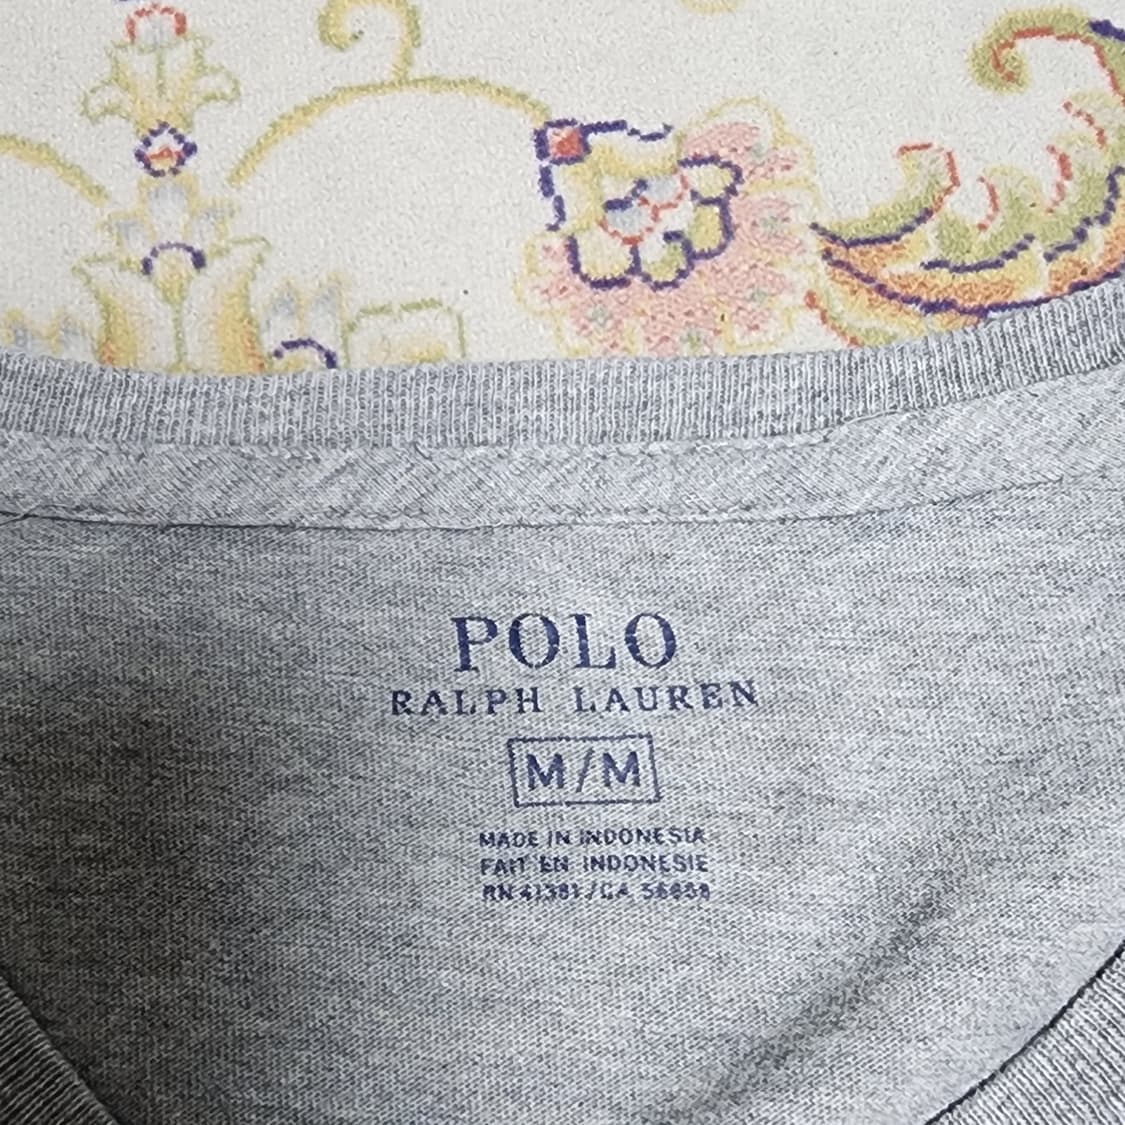 POLO
RALPH LAUREN
M/M
MADE IN INDONESIA
FAIT EN INDONESIE
RN 41381/CA 56658